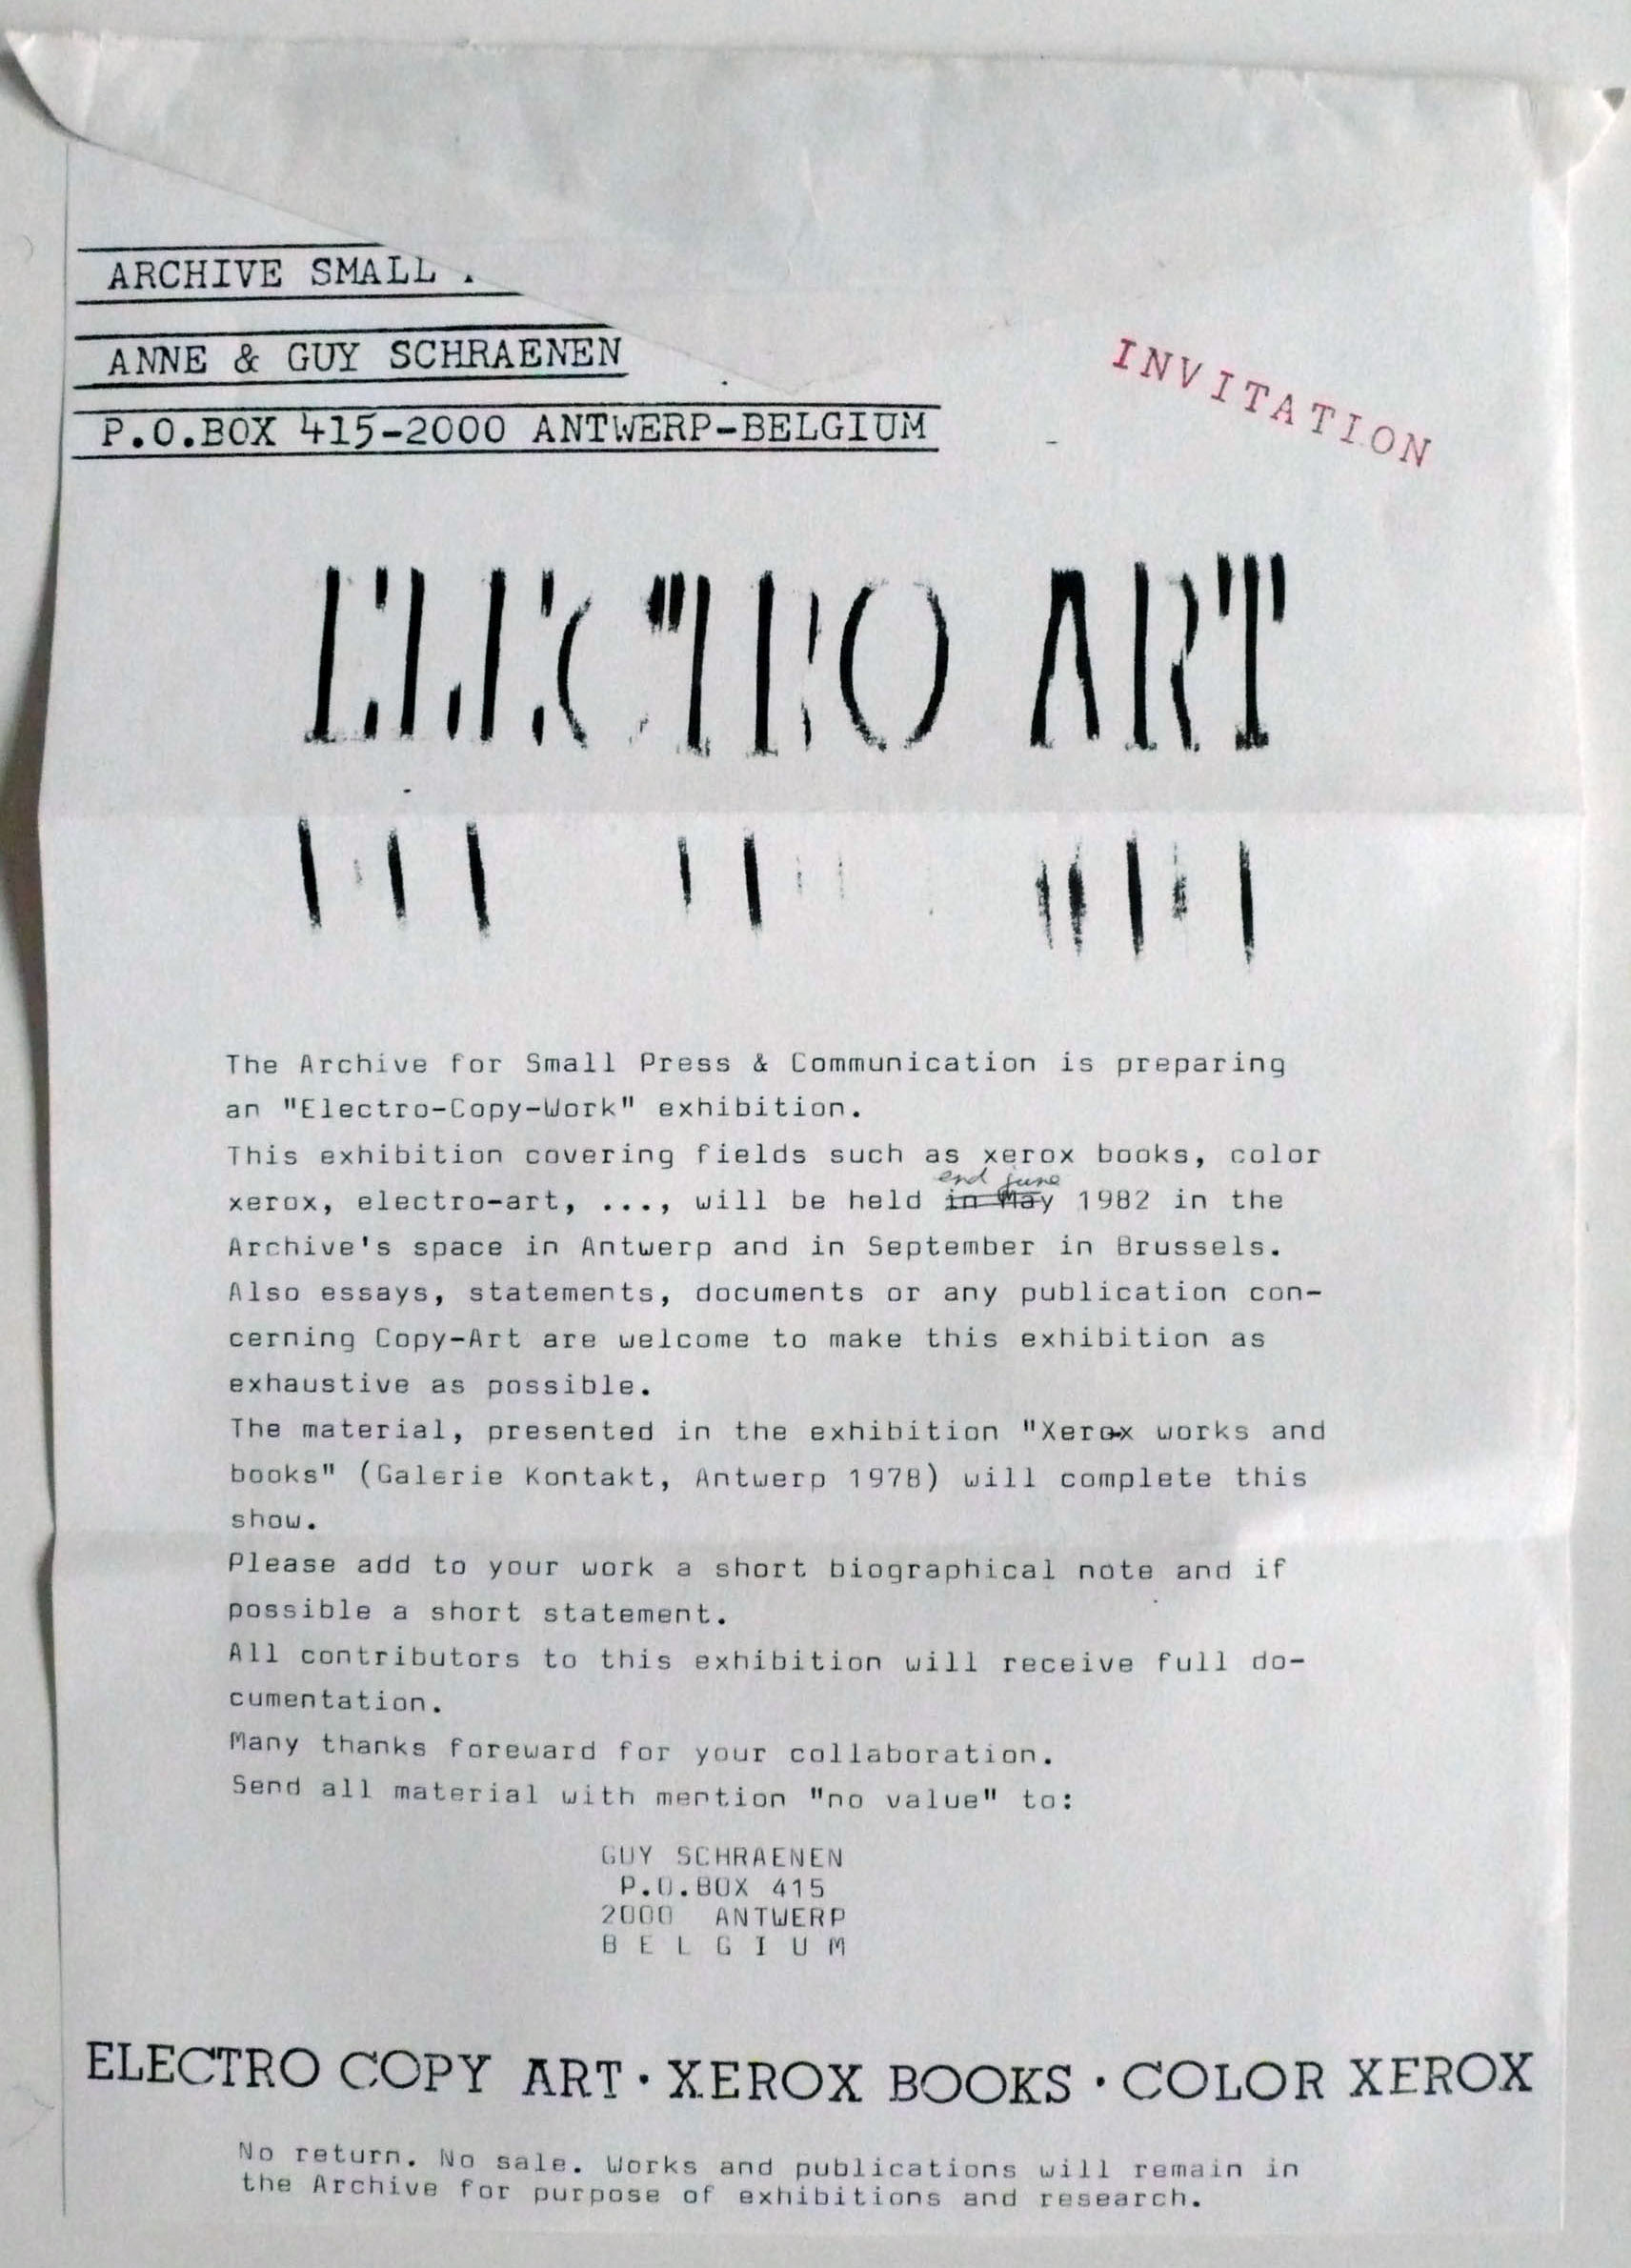 ARCHIVE SMALL
ANNE & GUY SCHRAENEN
P.O.BOX 415-2000 ANTWERP-BELGIUM
INVITATION
ELECTRO ART
The Archive for Small Press & Communication is preparing
an "Electro-Copy-Work" exhibition.
This exhibition covering fields such as xerox books, color
end june
xerox, electro-art, ..., will be held in May 1982 in the
Archive's space in Antwerp and in September in Brussels.
Also essays, statements, documents or any publication con-
cerning Copy-Art are welcome to make this exhibition as
exhaustive as possible.
The material, presented in the exhibition "Xerox works and
books" (Galerie Kontakt, Antwerp 1978) will complete this
show.
Please add to your work a short biographical note and if
possible a short statement.
All contributors to this exhibition will receive full do-
cumentation.
Many thanks foreward for your collaboration.
Send all material with mention "no value" to:
GUY SCHRAENEN
P.O.BOX 415
2000 ANTWERP
B E L G I U M
ELECTRO COPY ART · XEROX BOOKS · COLOR XEROX
No return. No sale. Works and publications will remain in
the Archive for purpose of exhibitions and research.